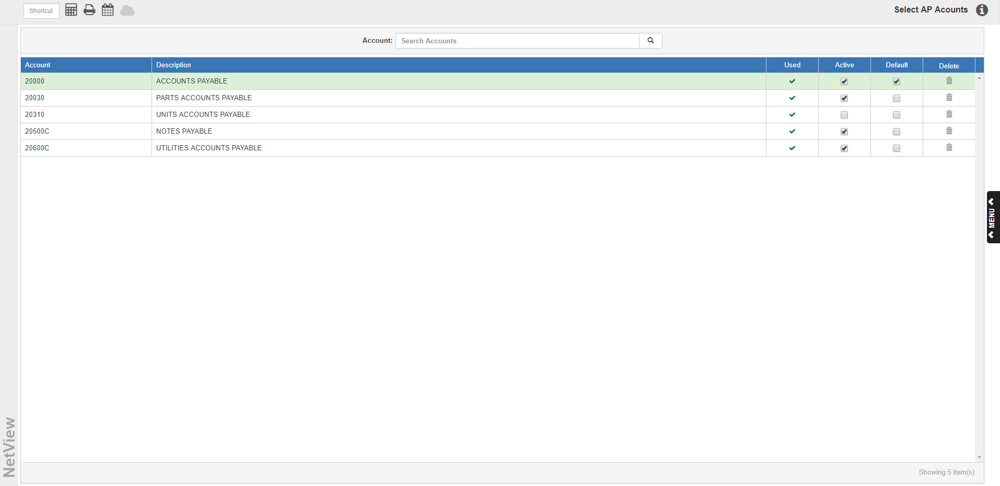 Shortcut
Select AP Acounts
Account: Search Accounts
Account Description Used Active Default Delete
20000 ACCOUNTS PAYABLE
20030 PARTS ACCOUNTS PAYABLE
20310 UNITS ACCOUNTS PAYABLE
20500C NOTES PAYABLE
20600C UTILITIES ACCOUNTS PAYABLE
MENU
NetView
Showing 5 item(s)